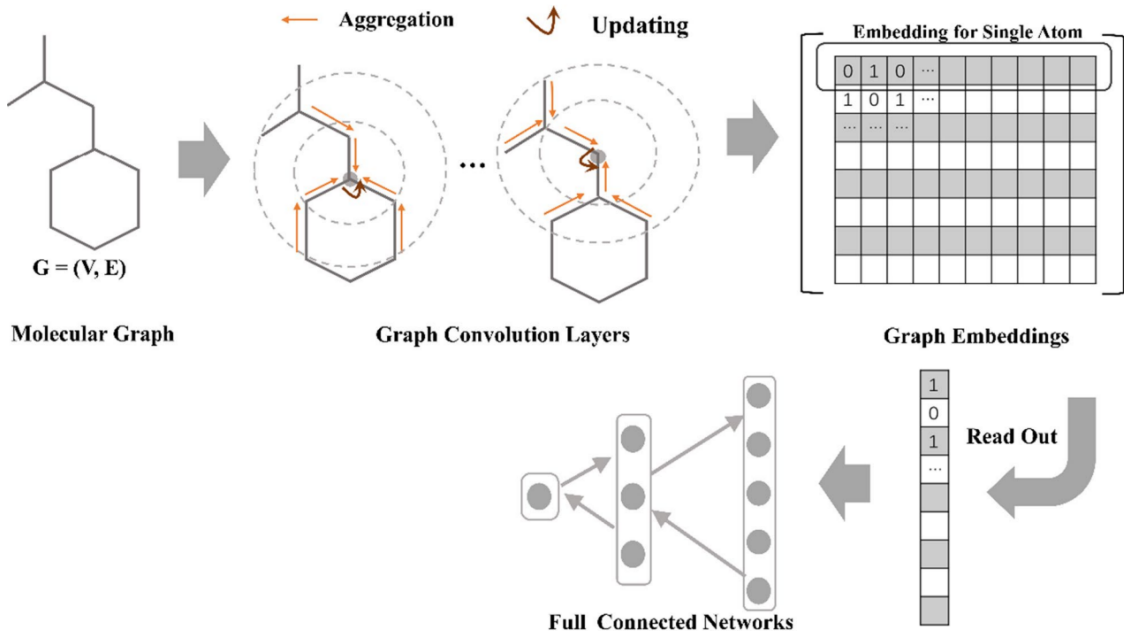 Aggregation
Updating
Embedding for Single Atom
0 1 0 ...
1 0 1 ...
... ... ...
...
G = (V, E)
Molecular Graph
Graph Convolution Layers
Graph Embeddings
1
0
1
...
Read Out
Full Connected Networks